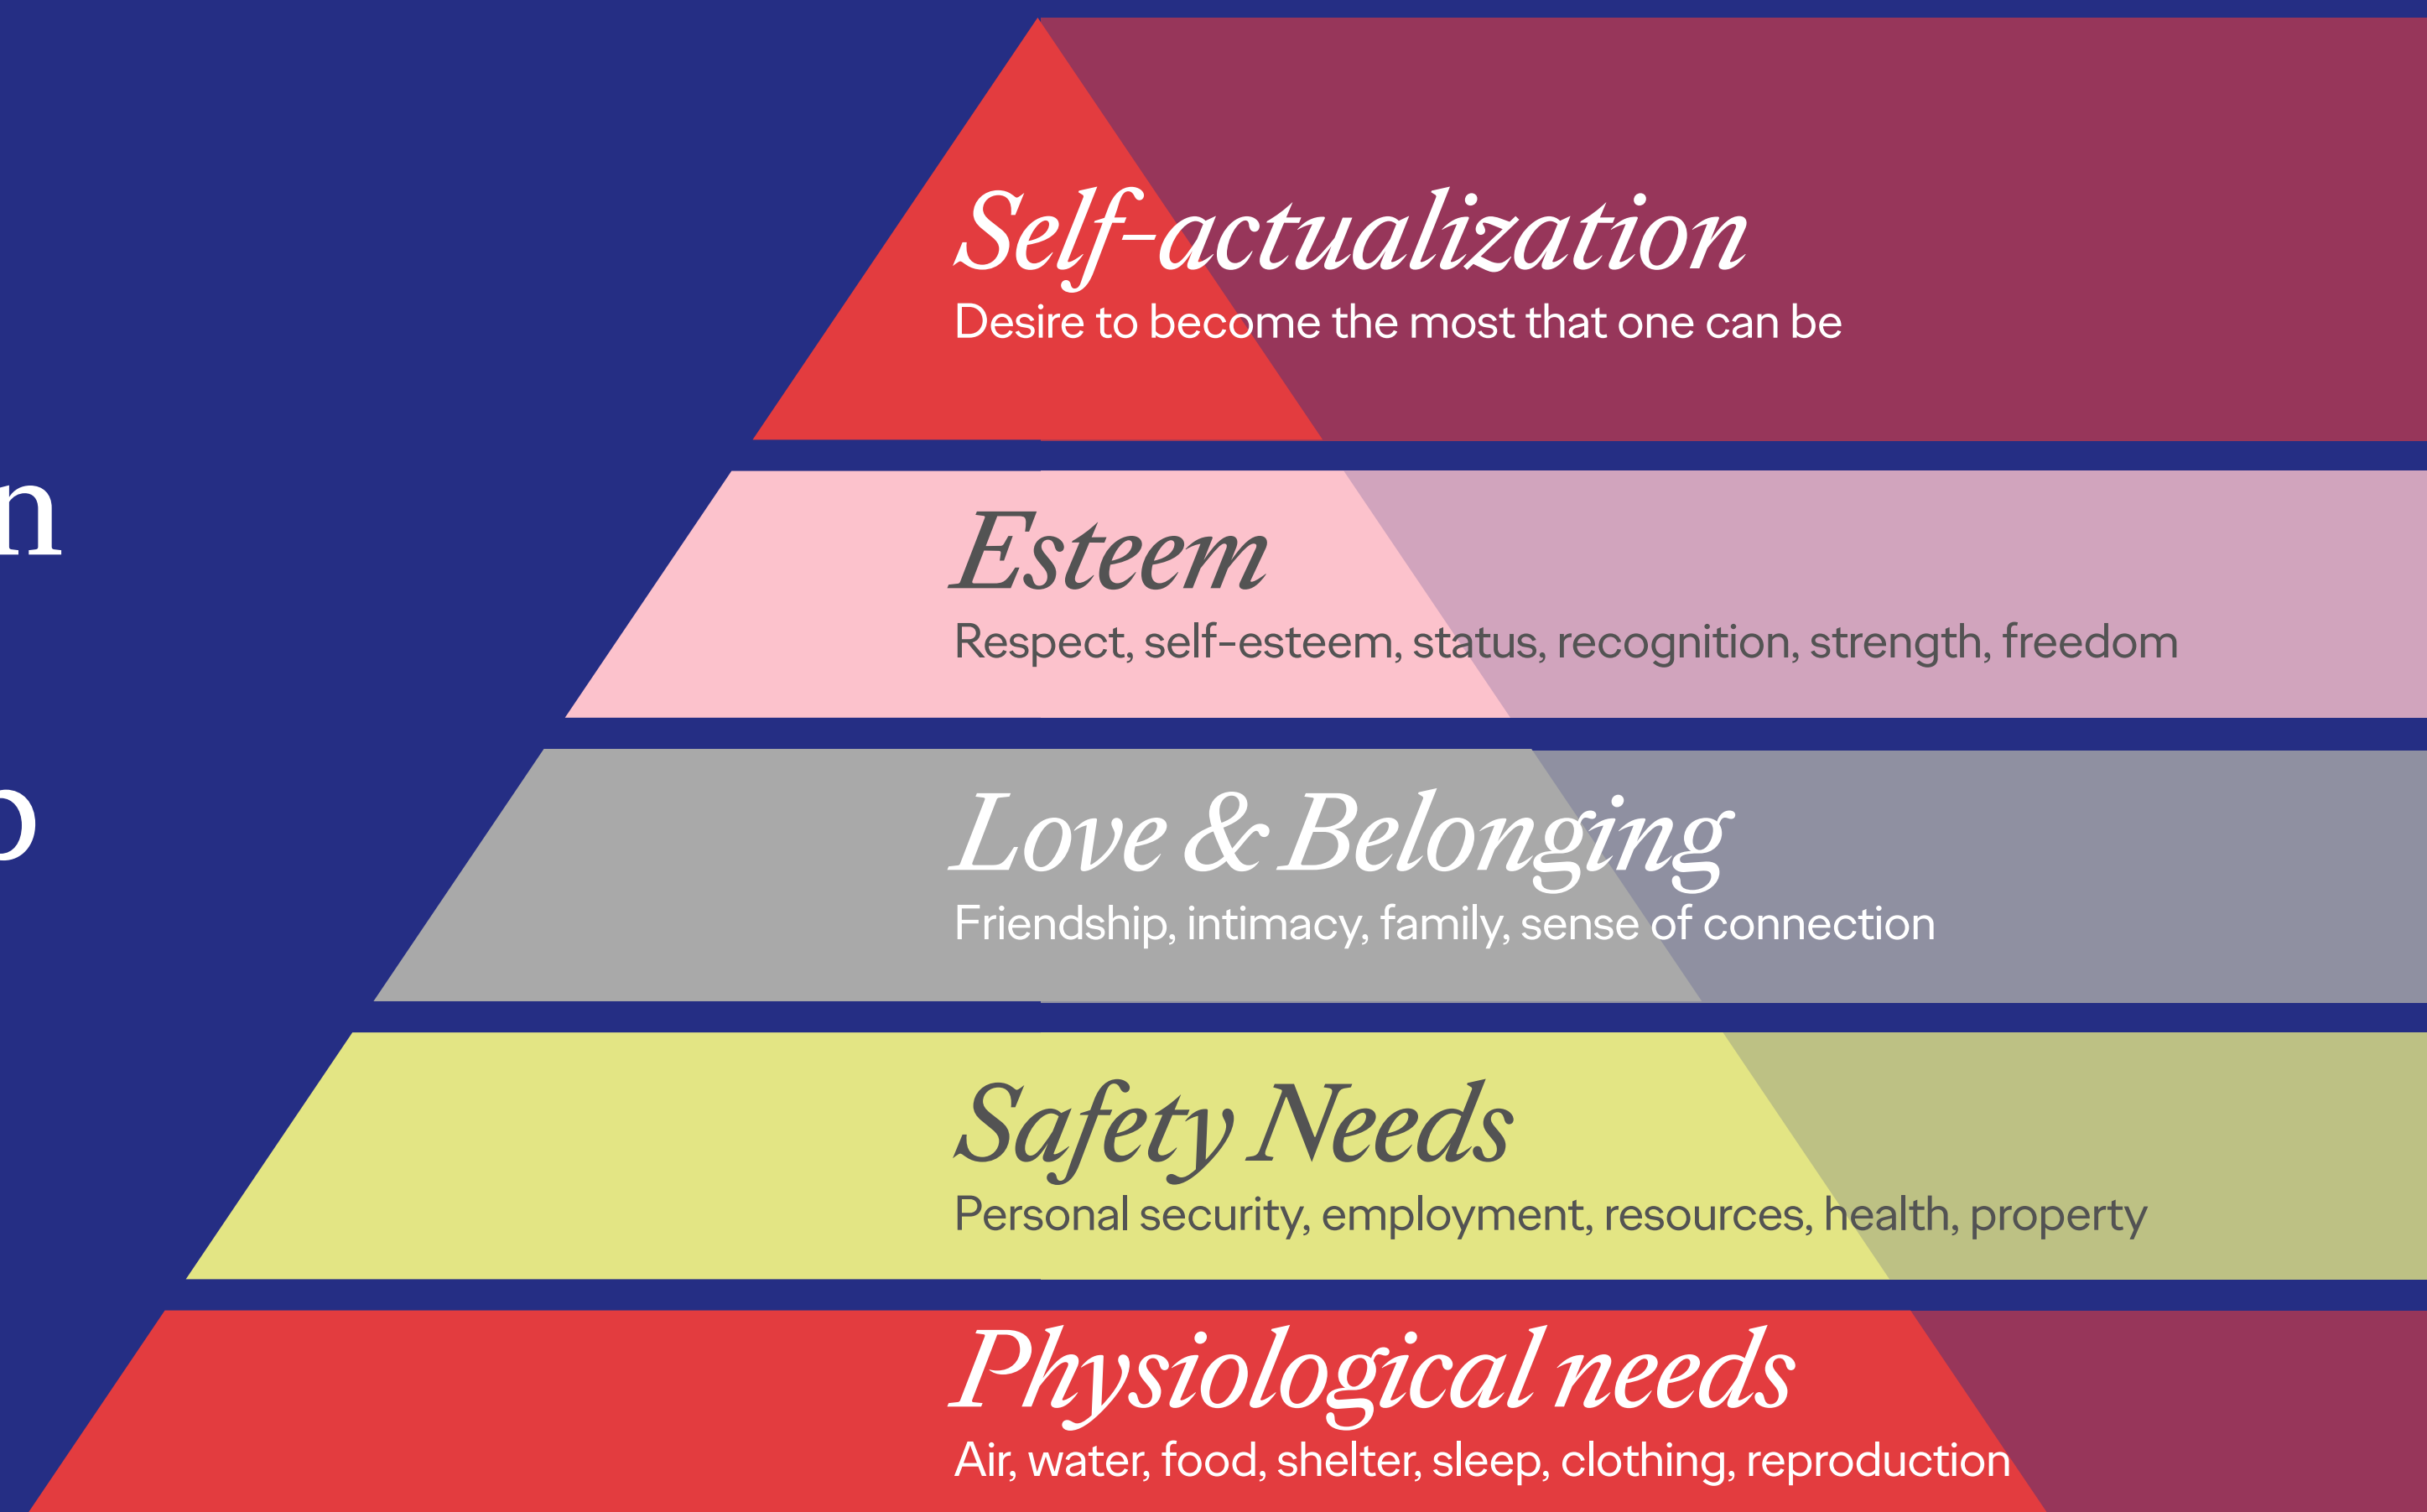 Self-actualization
Desire to become the most that one can be
n
Esteem
Respect, self-esteem, status, recognition, strength, freedom
Love & Belonging
Friendship, intimacy, family, sense of connection
Safety Needs
Personal security, employment, resources, health, property
Physiological needs
Air, water, food, shelter, sleep, clothing, reproduction